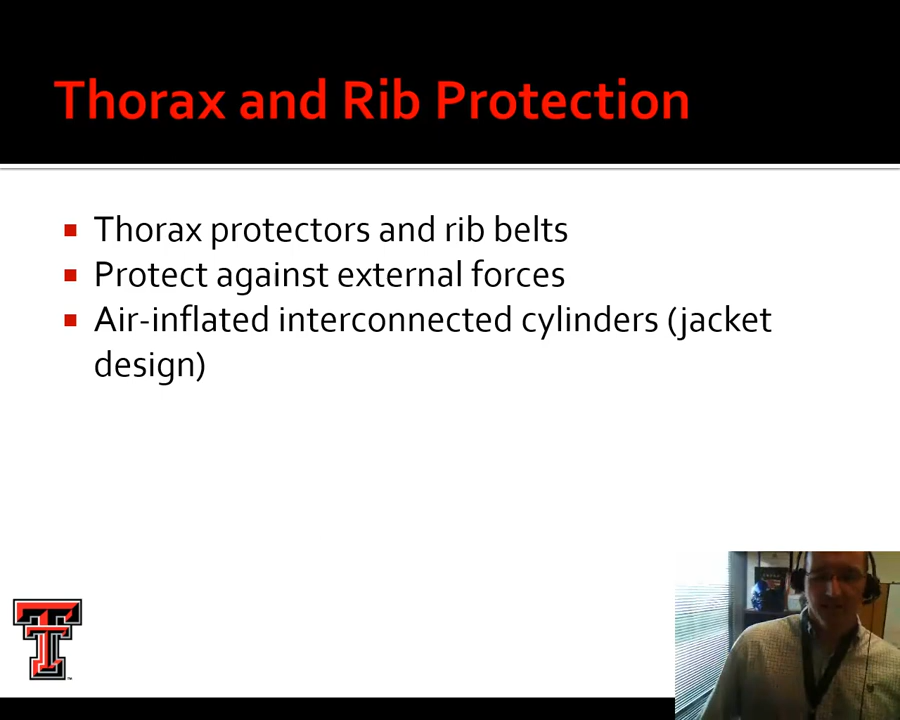 Thorax and Rib Protection
Thorax protectors and rib belts
Protect against external forces
Air-inflated interconnected cylinders (jacket
design)